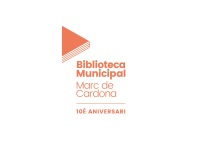 Biblioteca
Municipal
Marc de
Cardona
10È ANIVERSARI